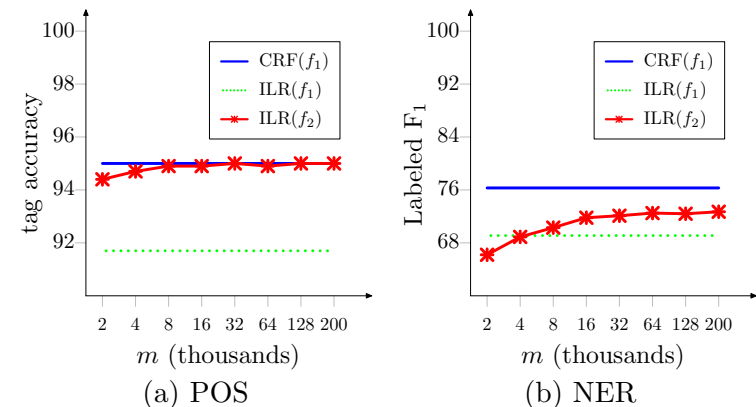 100
98
96
94
92
tag accuracy
CRF(f₁)
ILR(f₁)
ILR(f₂)
2 4 8 16 32 64 128 200
m (thousands)
(a) POS
100
92
84
76
68
Labeled F₁
CRF(f₁)
ILR(f₁)
ILR(f₂)
2 4 8 16 32 64 128 200
m (thousands)
(b) NER